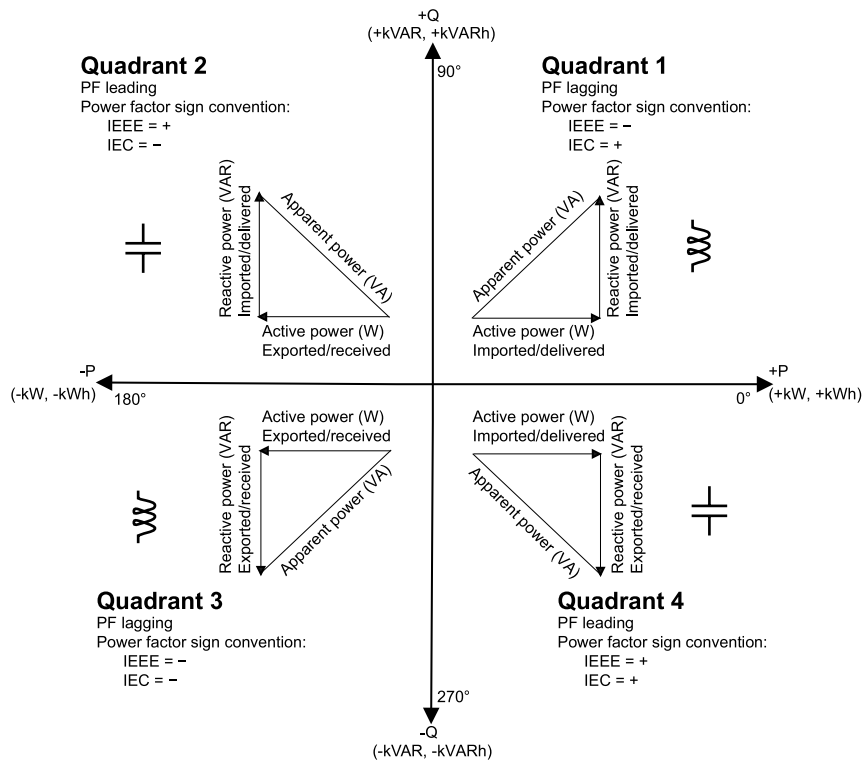 +Q
(+kVAR, +kVARh)
90°
Quadrant 2
PF leading
Power factor sign convention:
IEEE = +
IEC = −
Reactive power (VAR)
Imported/delivered
Apparent power (VA)
Active power (W)
Exported/received
Quadrant 1
PF lagging
Power factor sign convention:
IEEE = −
IEC = +
Apparent power (VA)
Reactive power (VAR)
Imported/delivered
Active power (W)
Imported/delivered
-P
(-kW, -kWh)
180°
0°
+P
(+kW, +kWh)
Active power (W)
Exported/received
Reactive power (VAR)
Exported/received
Apparent power (VA)
Quadrant 3
PF lagging
Power factor sign convention:
IEEE = −
IEC = −
Active power (W)
Imported/delivered
Apparent power (VA)
Reactive power (VAR)
Exported/received
Quadrant 4
PF leading
Power factor sign convention:
IEEE = +
IEC = +
270°
-Q
(-kVAR, -kVARh)